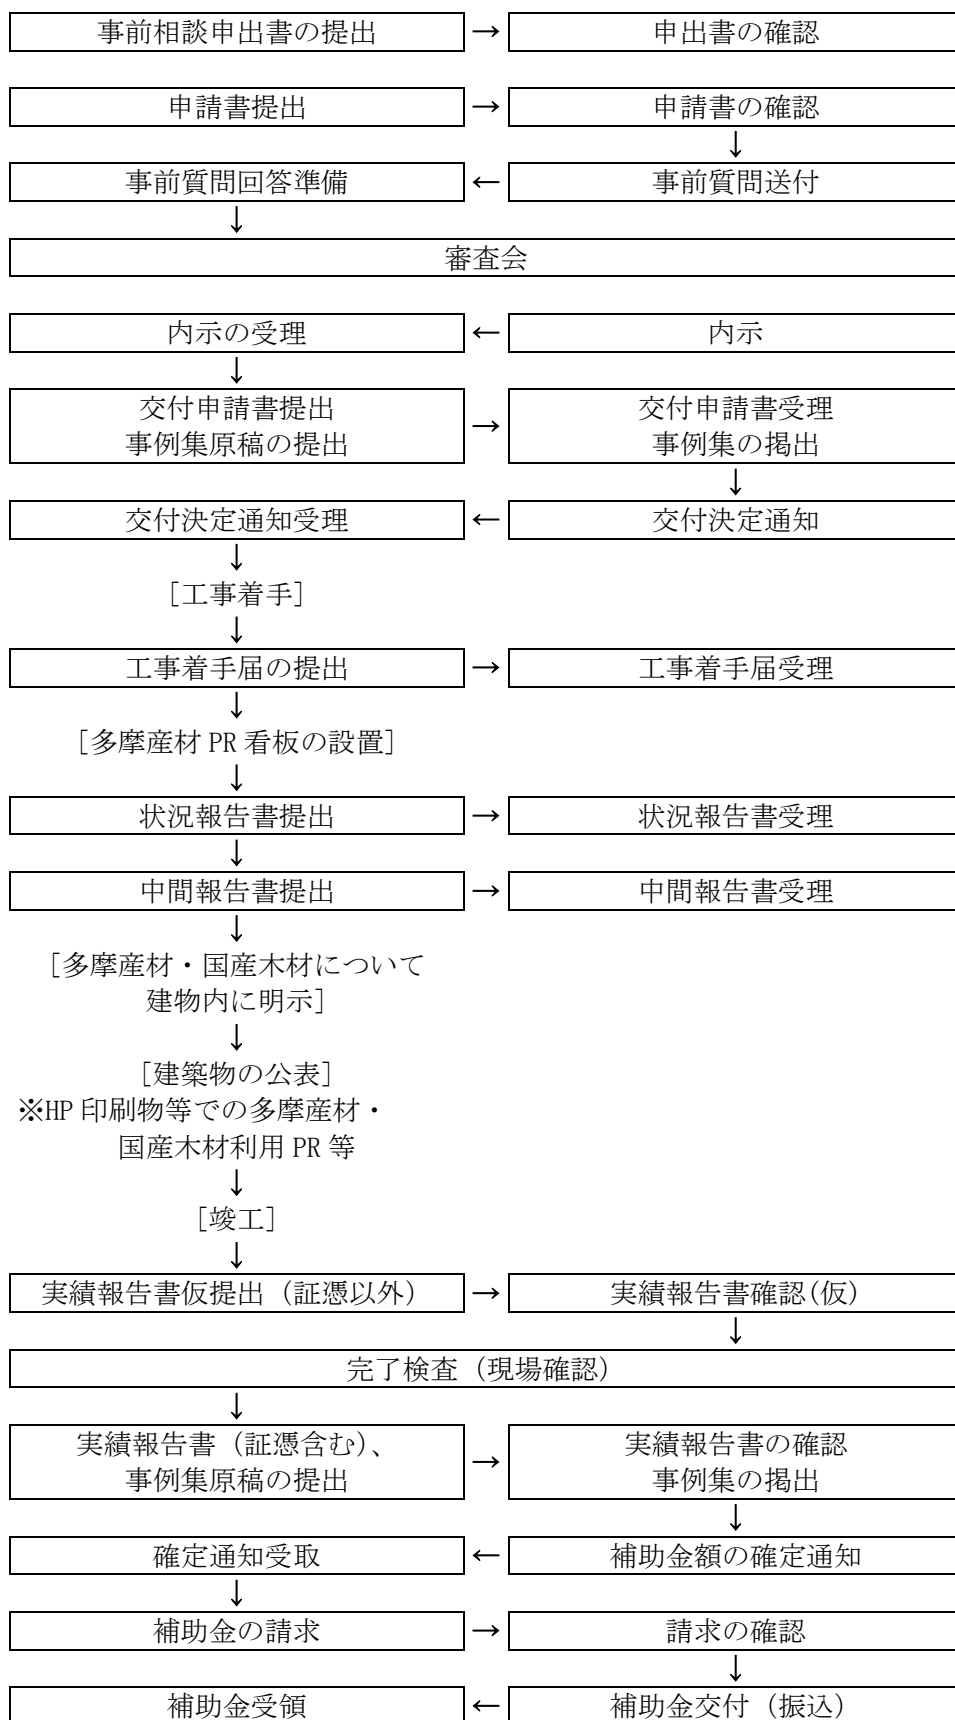 事前相談申出書の提出 → 申出書の確認
申請書提出 → 申請書の確認
↓
事前質問回答準備 ← 事前質問送付
↓
審査会
内示の受理 ← 内示
↓
交付申請書提出
事例集原稿の提出
→
交付申請書受理
事例集の掲出
↓
交付決定通知受理 ← 交付決定通知
↓
[工事着手]
↓
工事着手届の提出 → 工事着手届受理
↓
[多摩産材 PR 看板の設置]
↓
状況報告書提出 → 状況報告書受理
↓
中間報告書提出 → 中間報告書受理
↓
[多摩産材・国産木材について
建物内に明示]
↓
[建築物の公表]
※HP 印刷物等での多摩産材・
国産木材利用 PR 等
↓
[竣工]
↓
実績報告書仮提出（証憑以外） → 実績報告書確認(仮)
↓
完了検査（現場確認）
↓
実績報告書（証憑含む）、
事例集原稿の提出
→
実績報告書の確認
事例集の掲出
↓
確定通知受取 ← 補助金額の確定通知
↓
補助金の請求 → 請求の確認
↓
補助金受領 ← 補助金交付（振込）